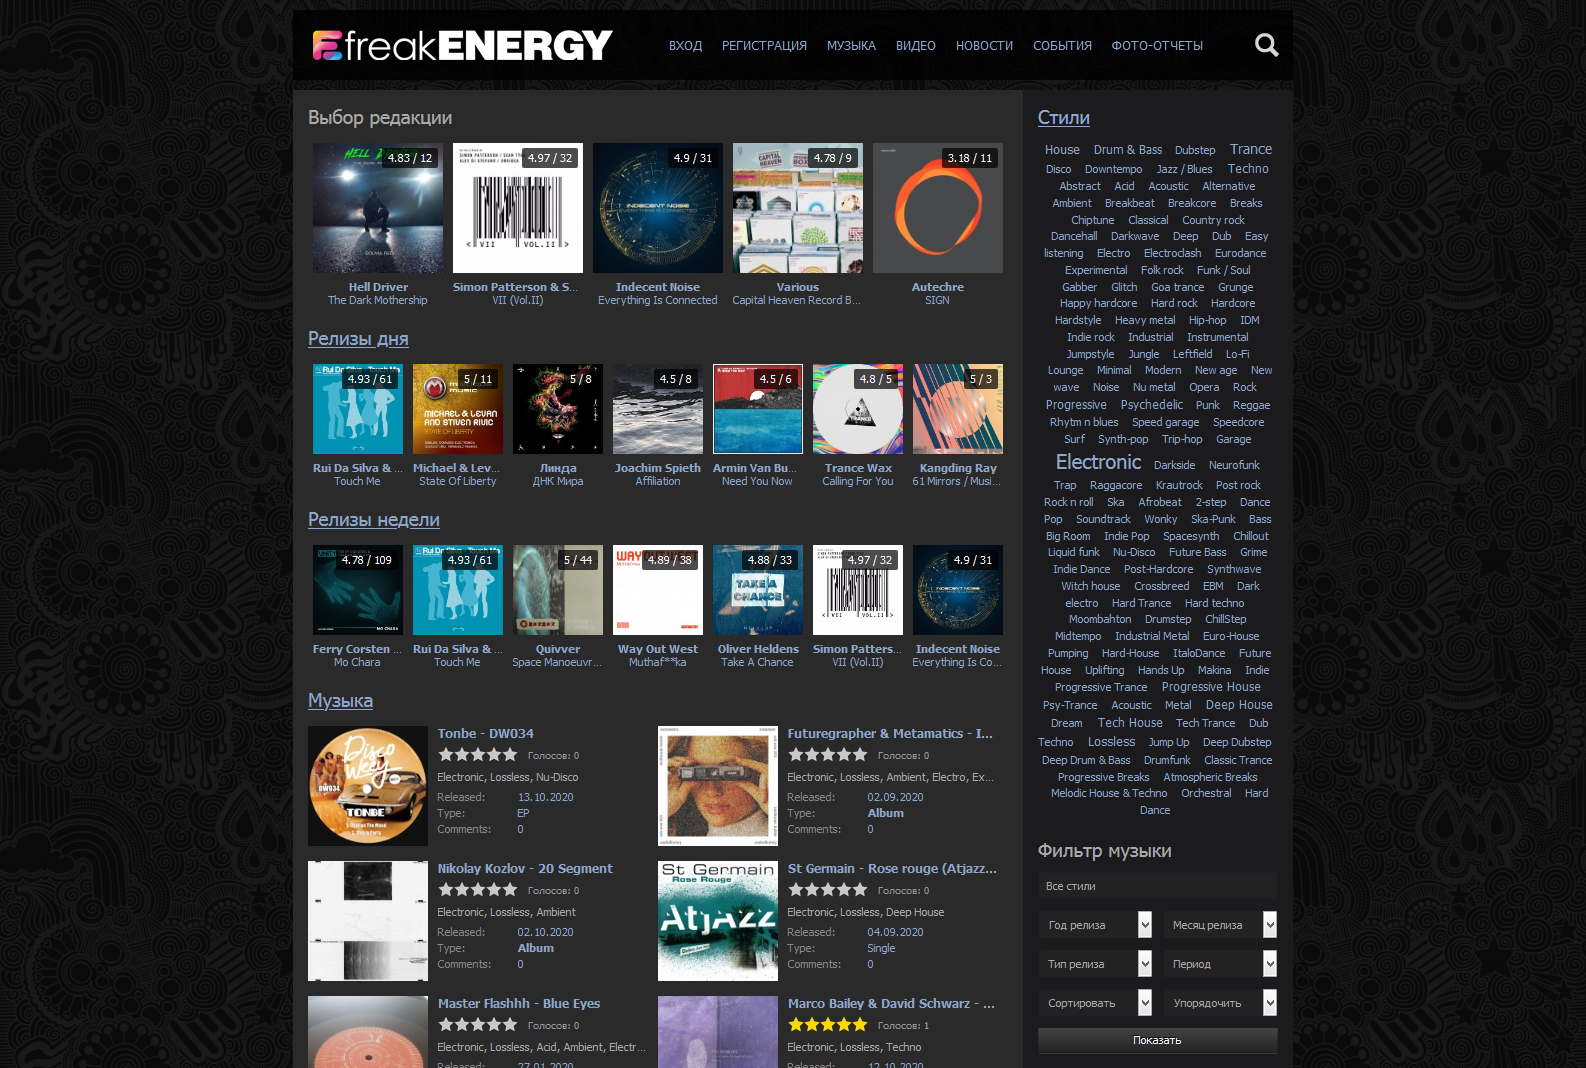 freakENERGY
ВХОД РЕГИСТРАЦИЯ МУЗЫКА ВИДЕО НОВОСТИ СОБЫТИЯ ФОТО-ОТЧЕТЫ
Выбор редакции
4.83 / 12 4.97 / 32 4.9 / 31 4.78 / 9 3.18 / 11
Hell Driver
The Dark Mothership
Simon Patterson & S...
VII (Vol.II)
Indecent Noise
Everything Is Connected
Various
Capital Heaven Record B...
Autechre
SIGN
Релизы дня
4.93 / 61 5 / 11 5 / 8 4.5 / 8 4.5 / 6 4.8 / 5 5 / 3
Rui Da Silva & ...
Touch Me
Michael & Lev...
State Of Liberty
Линда
ДНК Мира
Joachim Spieth
Affiliation
Armin Van Bu...
Need You Now
Trance Wax
Calling For You
Kangding Ray
61 Mirrors / Musi...
Релизы недели
4.78 / 109 4.93 / 61 5 / 44 4.89 / 38 4.88 / 33 4.97 / 32 4.9 / 31
Ferry Corsten ...
Mo Chara
Rui Da Silva & ...
Touch Me
Quivver
Space Manoeuvr...
Way Out West
Muthaf**ka
Oliver Heldens
Take A Chance
Simon Patters...
VII (Vol.II)
Indecent Noise
Everything Is Co...
Музыка
Tonbe - DW034
Голосов: 0
Electronic, Lossless, Nu-Disco
Released: 13.10.2020
Type: EP
Comments: 0
Futuregrapher & Metamatics - I...
Голосов: 0
Electronic, Lossless, Ambient, Electro, Ex...
Released: 02.09.2020
Type: Album
Comments: 0
Nikolay Kozlov - 20 Segment
Голосов: 0
Electronic, Lossless, Ambient
Released: 02.10.2020
Type: Album
Comments: 0
St Germain - Rose rouge (Atjazz...
Голосов: 0
Electronic, Lossless, Deep House
Released: 04.09.2020
Type: Single
Comments: 0
Master Flashhh - Blue Eyes
Голосов: 0
Electronic, Lossless, Acid, Ambient, Electr...
Released: 27.01.2020
Marco Bailey & David Schwarz - ...
Голосов: 1
Electronic, Lossless, Techno
Released: 12.10.2020
Стили
House Drum & Bass Dubstep Trance
Disco Downtempo Jazz / Blues Techno
Abstract Acid Acoustic Alternative
Ambient Breakbeat Breakcore Breaks
Chiptune Classical Country rock
Dancehall Darkwave Deep Dub Easy
listening Electro Electroclash Eurodance
Experimental Folk rock Funk / Soul
Gabber Glitch Goa trance Grunge
Happy hardcore Hard rock Hardcore
Hardstyle Heavy metal Hip-hop IDM
Indie rock Industrial Instrumental
Jumpstyle Jungle Leftfield Lo-Fi
Lounge Minimal Modern New age New
wave Noise Nu metal Opera Rock
Progressive Psychedelic Punk Reggae
Rhytm n blues Speed garage Speedcore
Surf Synth-pop Trip-hop Garage
Electronic Darkside Neurofunk
Trap Raggacore Krautrock Post rock
Rock n roll Ska Afrobeat 2-step Dance
Pop Soundtrack Wonky Ska-Punk Bass
Big Room Indie Pop Spacesynth Chillout
Liquid funk Nu-Disco Future Bass Grime
Indie Dance Post-Hardcore Synthwave
Witch house Crossbreed EBM Dark
electro Hard Trance Hard techno
Moombahton Drumstep ChillStep
Midtempo Industrial Metal Euro-House
Pumping Hard-House ItaloDance Future
House Uplifting Hands Up Makina Indie
Progressive Trance Progressive House
Psy-Trance Acoustic Metal Deep House
Dream Tech House Tech Trance Dub
Techno Lossless Jump Up Deep Dubstep
Deep Drum & Bass Drumfunk Classic Trance
Progressive Breaks Atmospheric Breaks
Melodic House & Techno Orchestral Hard
Dance
Фильтр музыки
Все стили
Год релиза Месяц релиза
Тип релиза Период
Сортировать Упорядочить
Показать